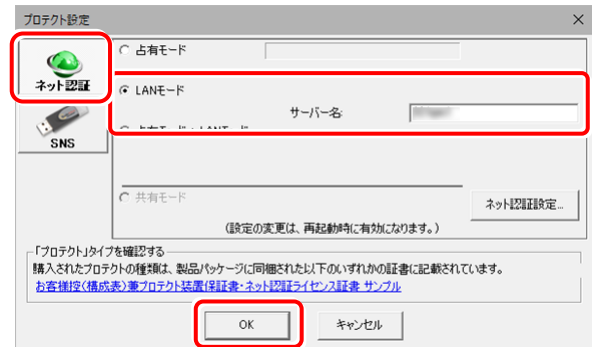 プロテクト設定
占有モード
ネット認証
LANモード
サーバー名:
SNS
共有モード
ネット認証設定...
(設定の変更は、再起動時に有効になります。)
「プロテクト」タイプを確認する
購入されたプロテクトの種類は、製品パッケージに同梱された以下のいずれかの証書に記載されています。
お客様控(構成表)兼プロテクト装置保証書・ネット認証ライセンス証書 サンプル
OK
キャンセル